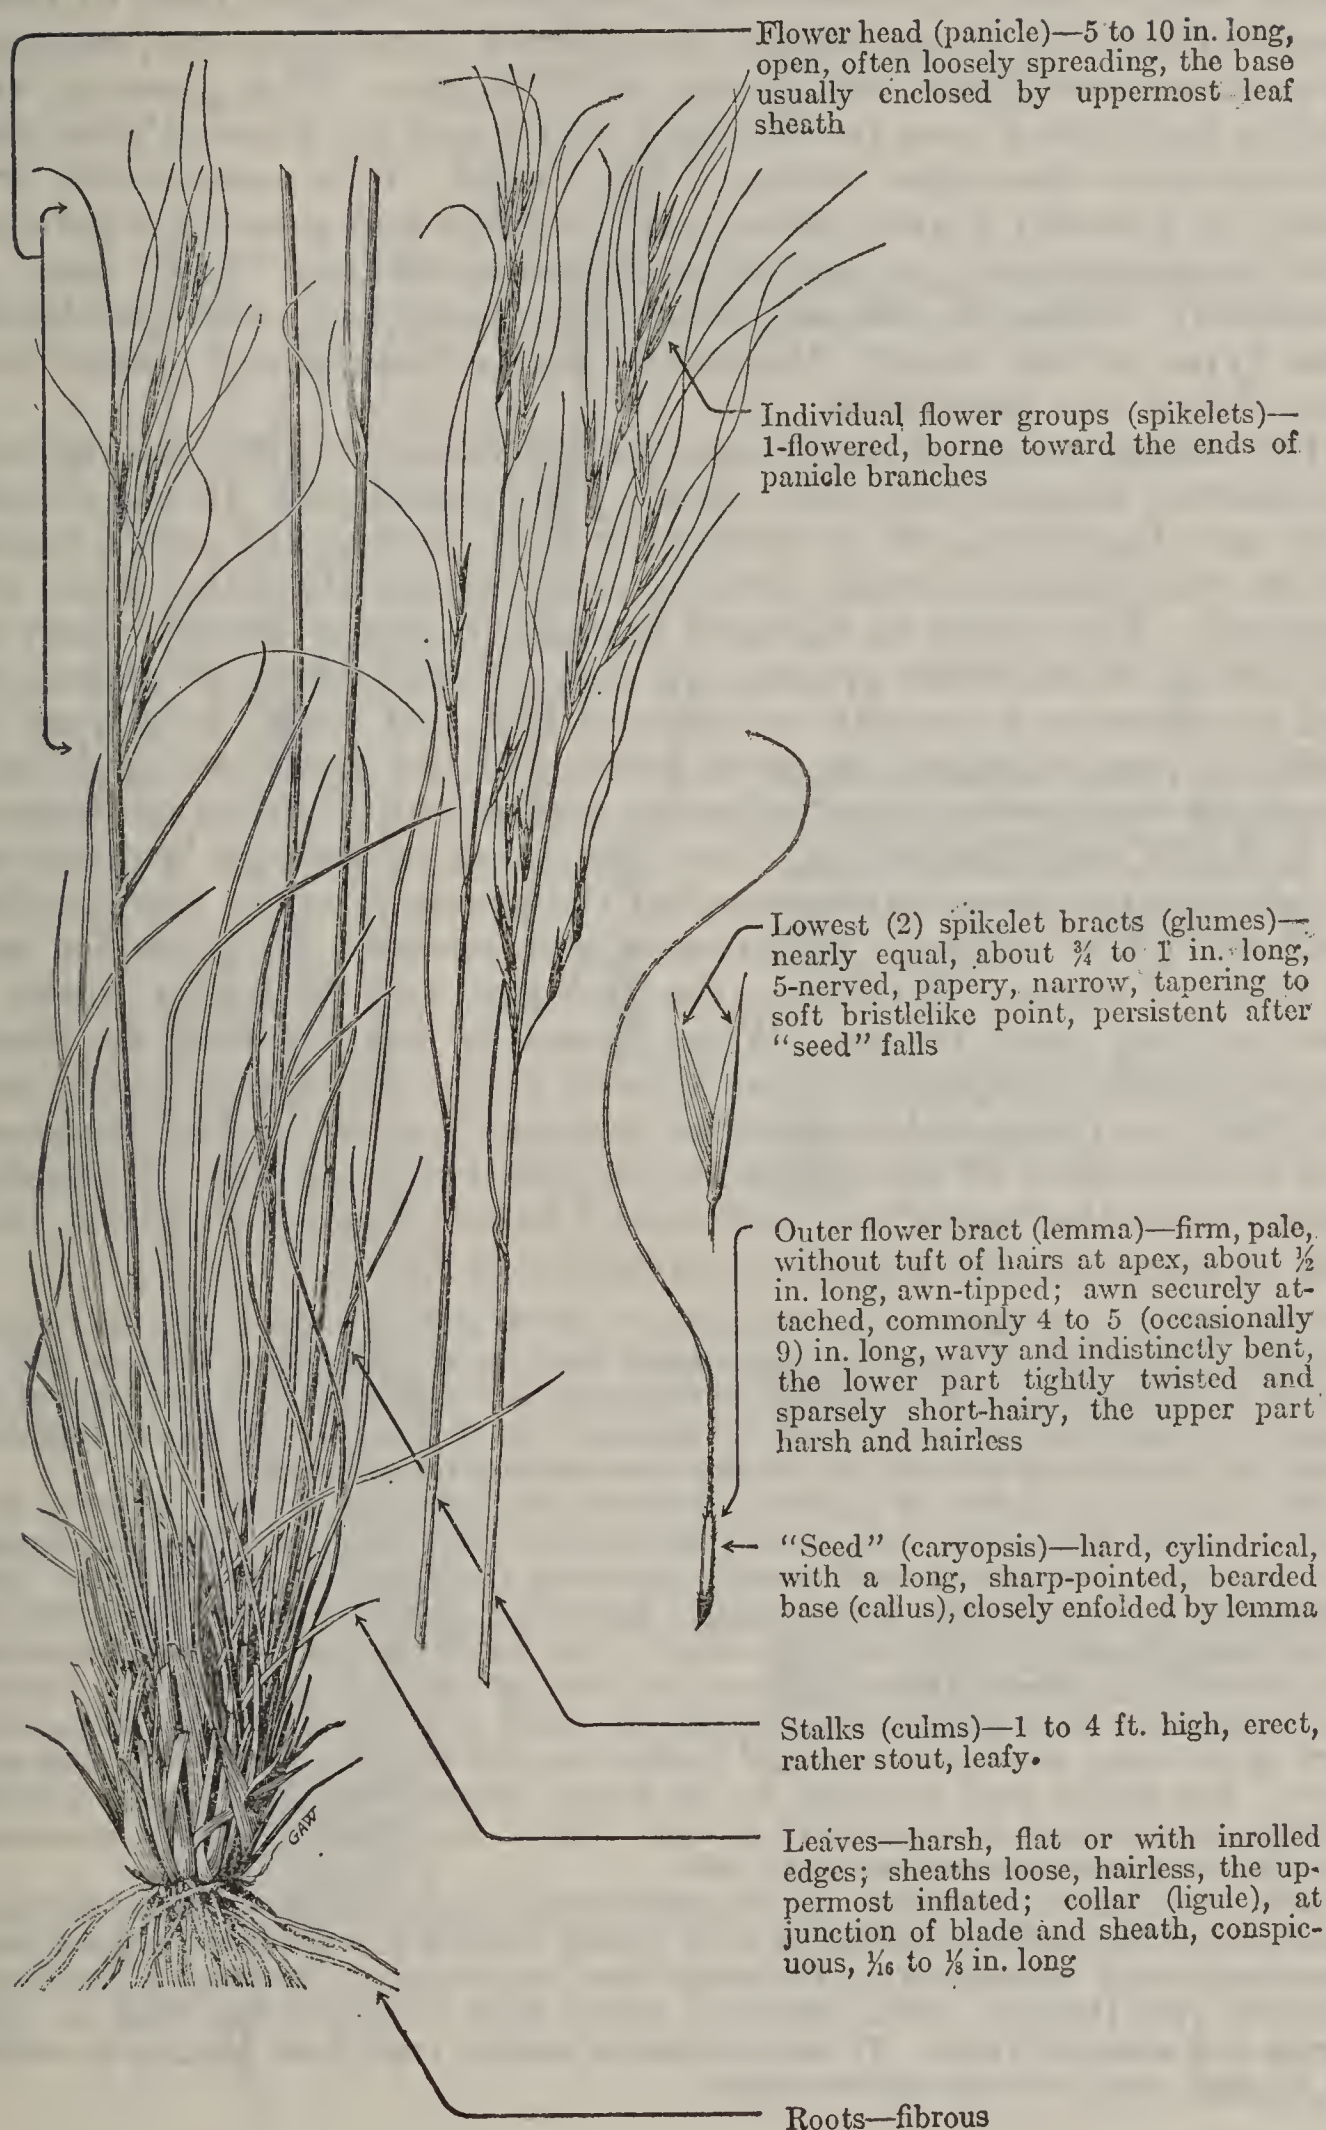 Flower head (panicle)—5 to 10 in. long,
open, often loosely spreading, the base
usually enclosed by uppermost leaf
sheath
Individual flower groups (spikelets)—
1-flowered, borne toward the ends of
panicle branches
Lowest (2) spikelet bracts (glumes)—
nearly equal, about ¾ to 1 in. long,
5-nerved, papery, narrow, tapering to
soft bristlelike point, persistent after
“seed” falls
Outer flower bract (lemma)—firm, pale,
without tuft of hairs at apex, about ½
in. long, awn-tipped; awn securely at-
tached, commonly 4 to 5 (occasionally
9) in. long, wavy and indistinctly bent,
the lower part tightly twisted and
sparsely short-hairy, the upper part
harsh and hairless
“Seed” (caryopsis)—hard, cylindrical,
with a long, sharp-pointed, bearded
base (callus), closely enfolded by lemma
Stalks (culms)—1 to 4 ft. high, erect,
rather stout, leafy.
GAW
Leaves—harsh, flat or with inrolled
edges; sheaths loose, hairless, the up-
permost inflated; collar (ligule), at
junction of blade and sheath, conspic-
uous, 1/16 to ⅛ in. long
Roots—fibrous